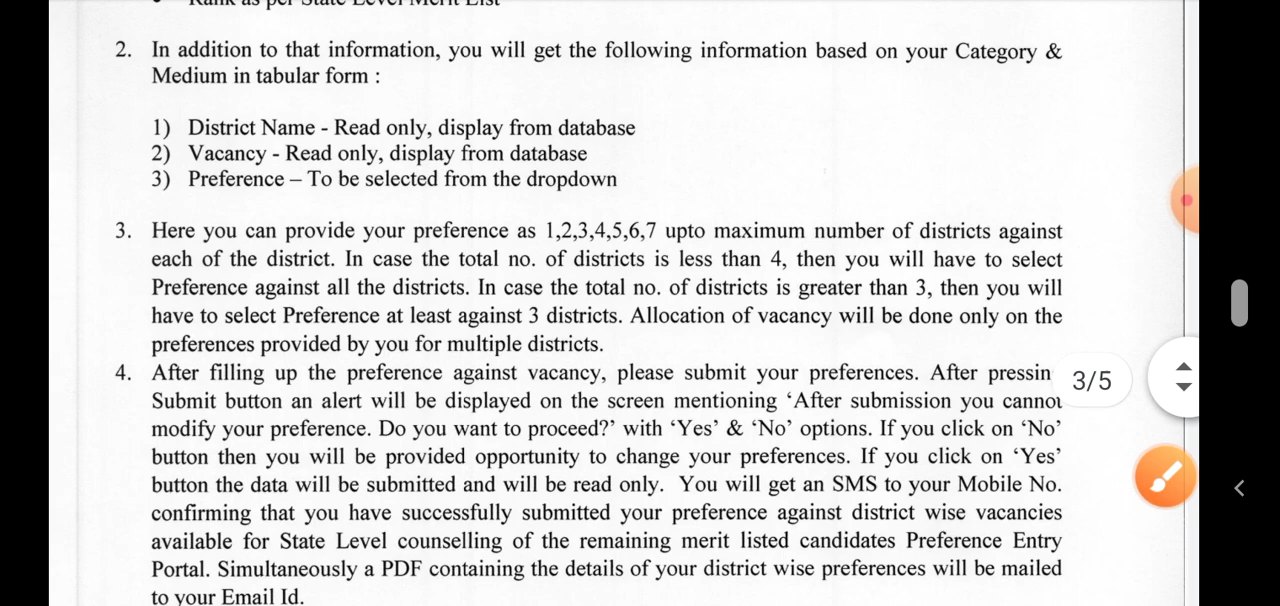 Rank as per State Level Merit List
2. In addition to that information, you will get the following information based on your Category &
Medium in tabular form :
1) District Name - Read only, display from database
2) Vacancy - Read only, display from database
3) Preference – To be selected from the dropdown
3. Here you can provide your preference as 1,2,3,4,5,6,7 upto maximum number of districts against
each of the district. In case the total no. of districts is less than 4, then you will have to select
Preference against all the districts. In case the total no. of districts is greater than 3, then you will
have to select Preference at least against 3 districts. Allocation of vacancy will be done only on the
preferences provided by you for multiple districts.
4. After filling up the preference against vacancy, please submit your preferences. After pressin
Submit button an alert will be displayed on the screen mentioning ‘After submission you cannot
modify your preference. Do you want to proceed?’ with ‘Yes’ & ‘No’ options. If you click on ‘No’
button then you will be provided opportunity to change your preferences. If you click on ‘Yes’
button the data will be submitted and will be read only. You will get an SMS to your Mobile No.
confirming that you have successfully submitted your preference against district wise vacancies
available for State Level counselling of the remaining merit listed candidates Preference Entry
Portal. Simultaneously a PDF containing the details of your district wise preferences will be mailed
to your Email Id.
3/5